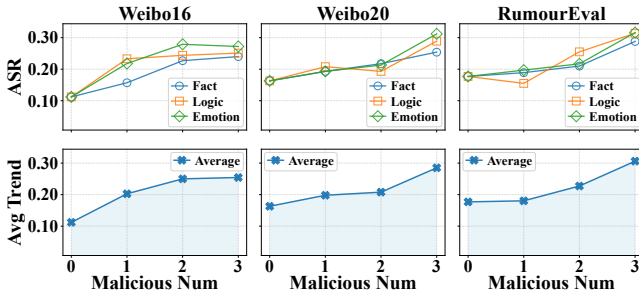 Weibo16 Weibo20 RumourEval
ASR
0.30
0.20
0.10
Fact
Logic
Emotion
Fact
Logic
Emotion
Fact
Logic
Emotion
Avg Trend
0.30
0.20
0.10
Average
Average
Average
0 1 2 3 0 1 2 3 0 1 2 3
Malicious Num Malicious Num Malicious Num